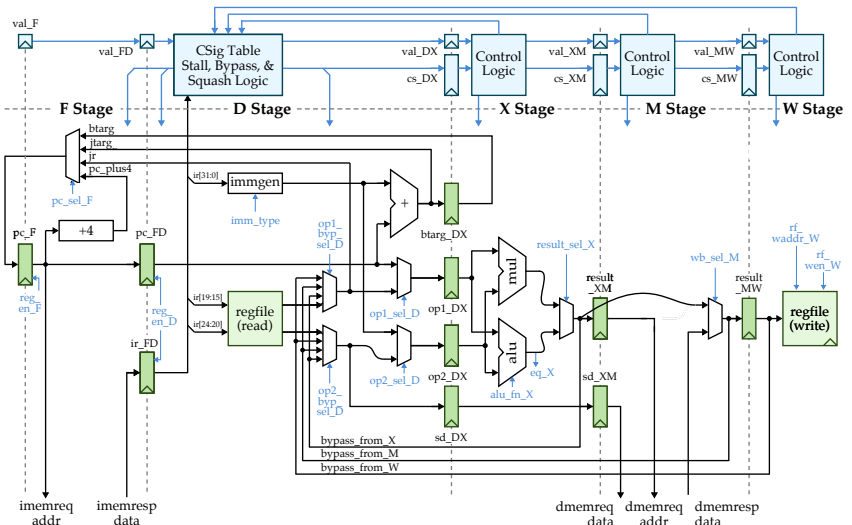 val_F
val_FD
CSig Table
Stall, Bypass, &
Squash Logic
val_DX
cs_DX
Control
Logic
val_XM
cs_XM
Control
Logic
val_MW
cs_MW
Control
Logic
F Stage
D Stage
X Stage
M Stage
W Stage
btarg
jtarg_
jr
pc_plus4
pc_sel_F
ir[31:0]
immgen
imm_type
+
btarg_DX
pc_F
+4
pc_FD
reg_
en_F
reg_
en_D
ir_FD
ir[19:15]
ir[24:20]
regfile
(read)
op1_
byp_
sel_D
op1_sel_D
op1_DX
mul
result_sel_X
result
_XM
wb_sel_M
result
_MW
rf_
waddr_W
rf_
wen_W
regfile
(write)
op2_
byp_
sel_D
op2_sel_D
op2_DX
alu
eq_X
alu_fn_X
sd_XM
sd_DX
bypass_from_X
bypass_from_M
bypass_from_W
imemreq
addr
imemresp
data
dmemreq
data
dmemreq
addr
dmemresp
data